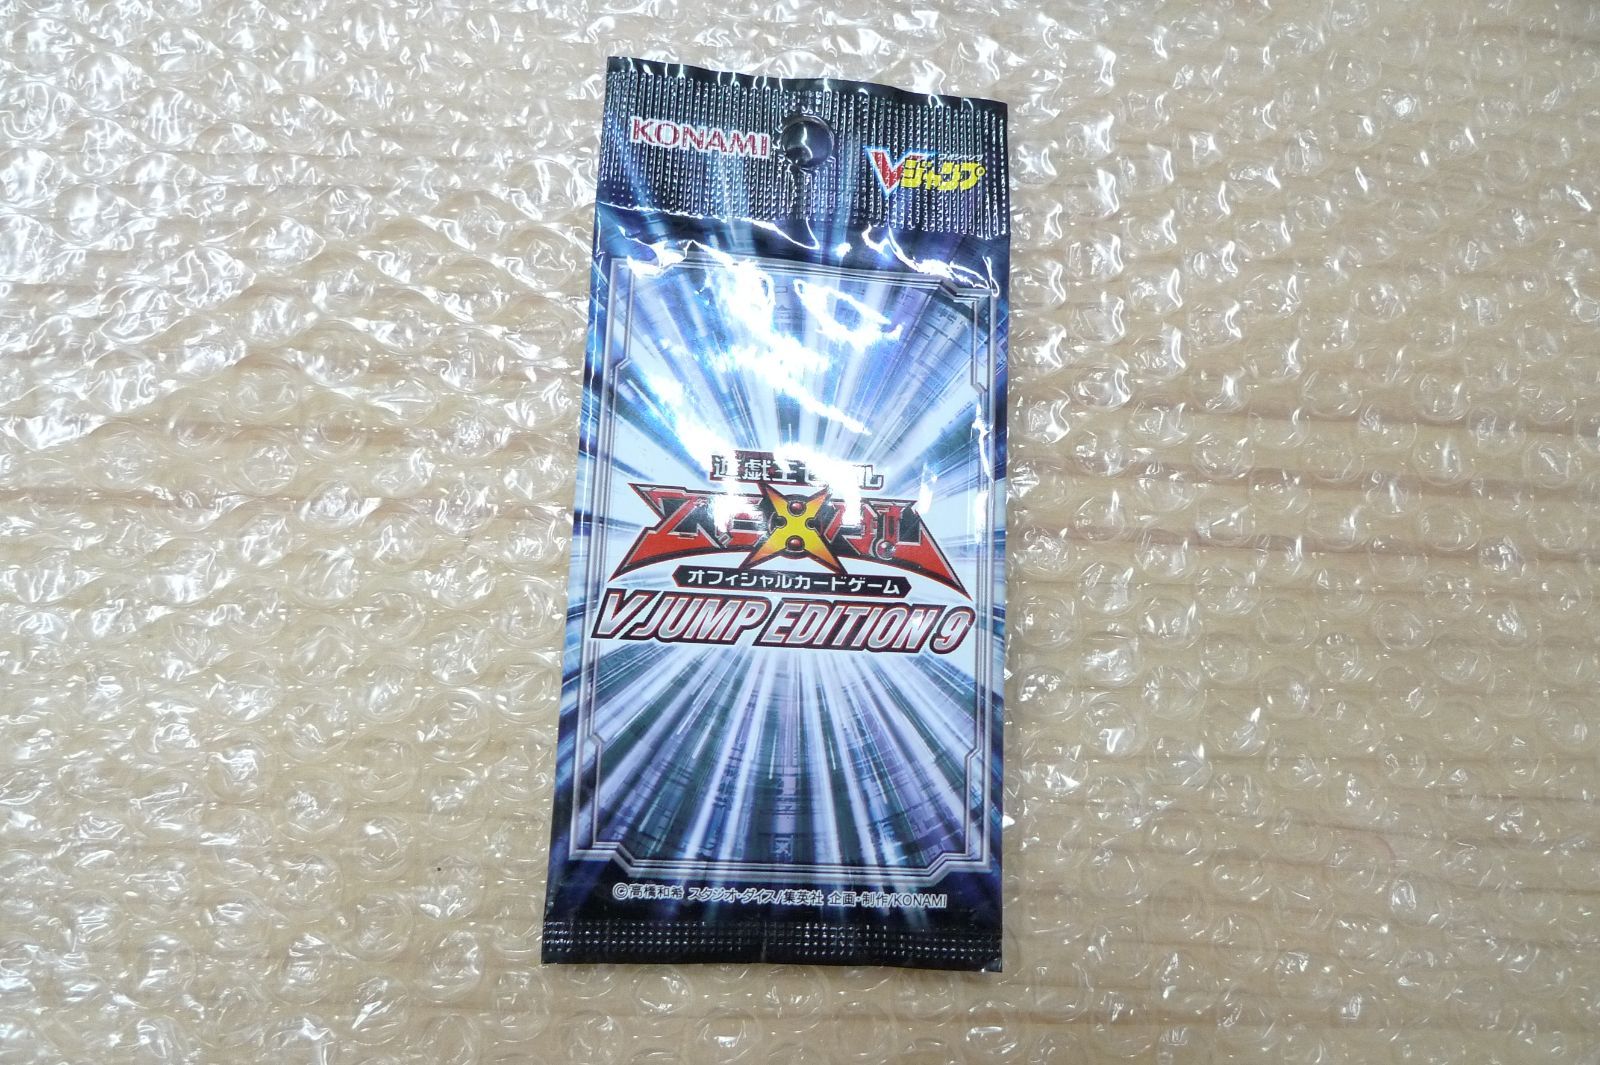 KONAMI
Vジャンプ
遊戯王ゼアル
ZEXAL
オフィシャルカードゲーム
V JUMP EDITION 9
©高橋和希 スタジオ・ダイス/集英社 企画・制作/KONAMI